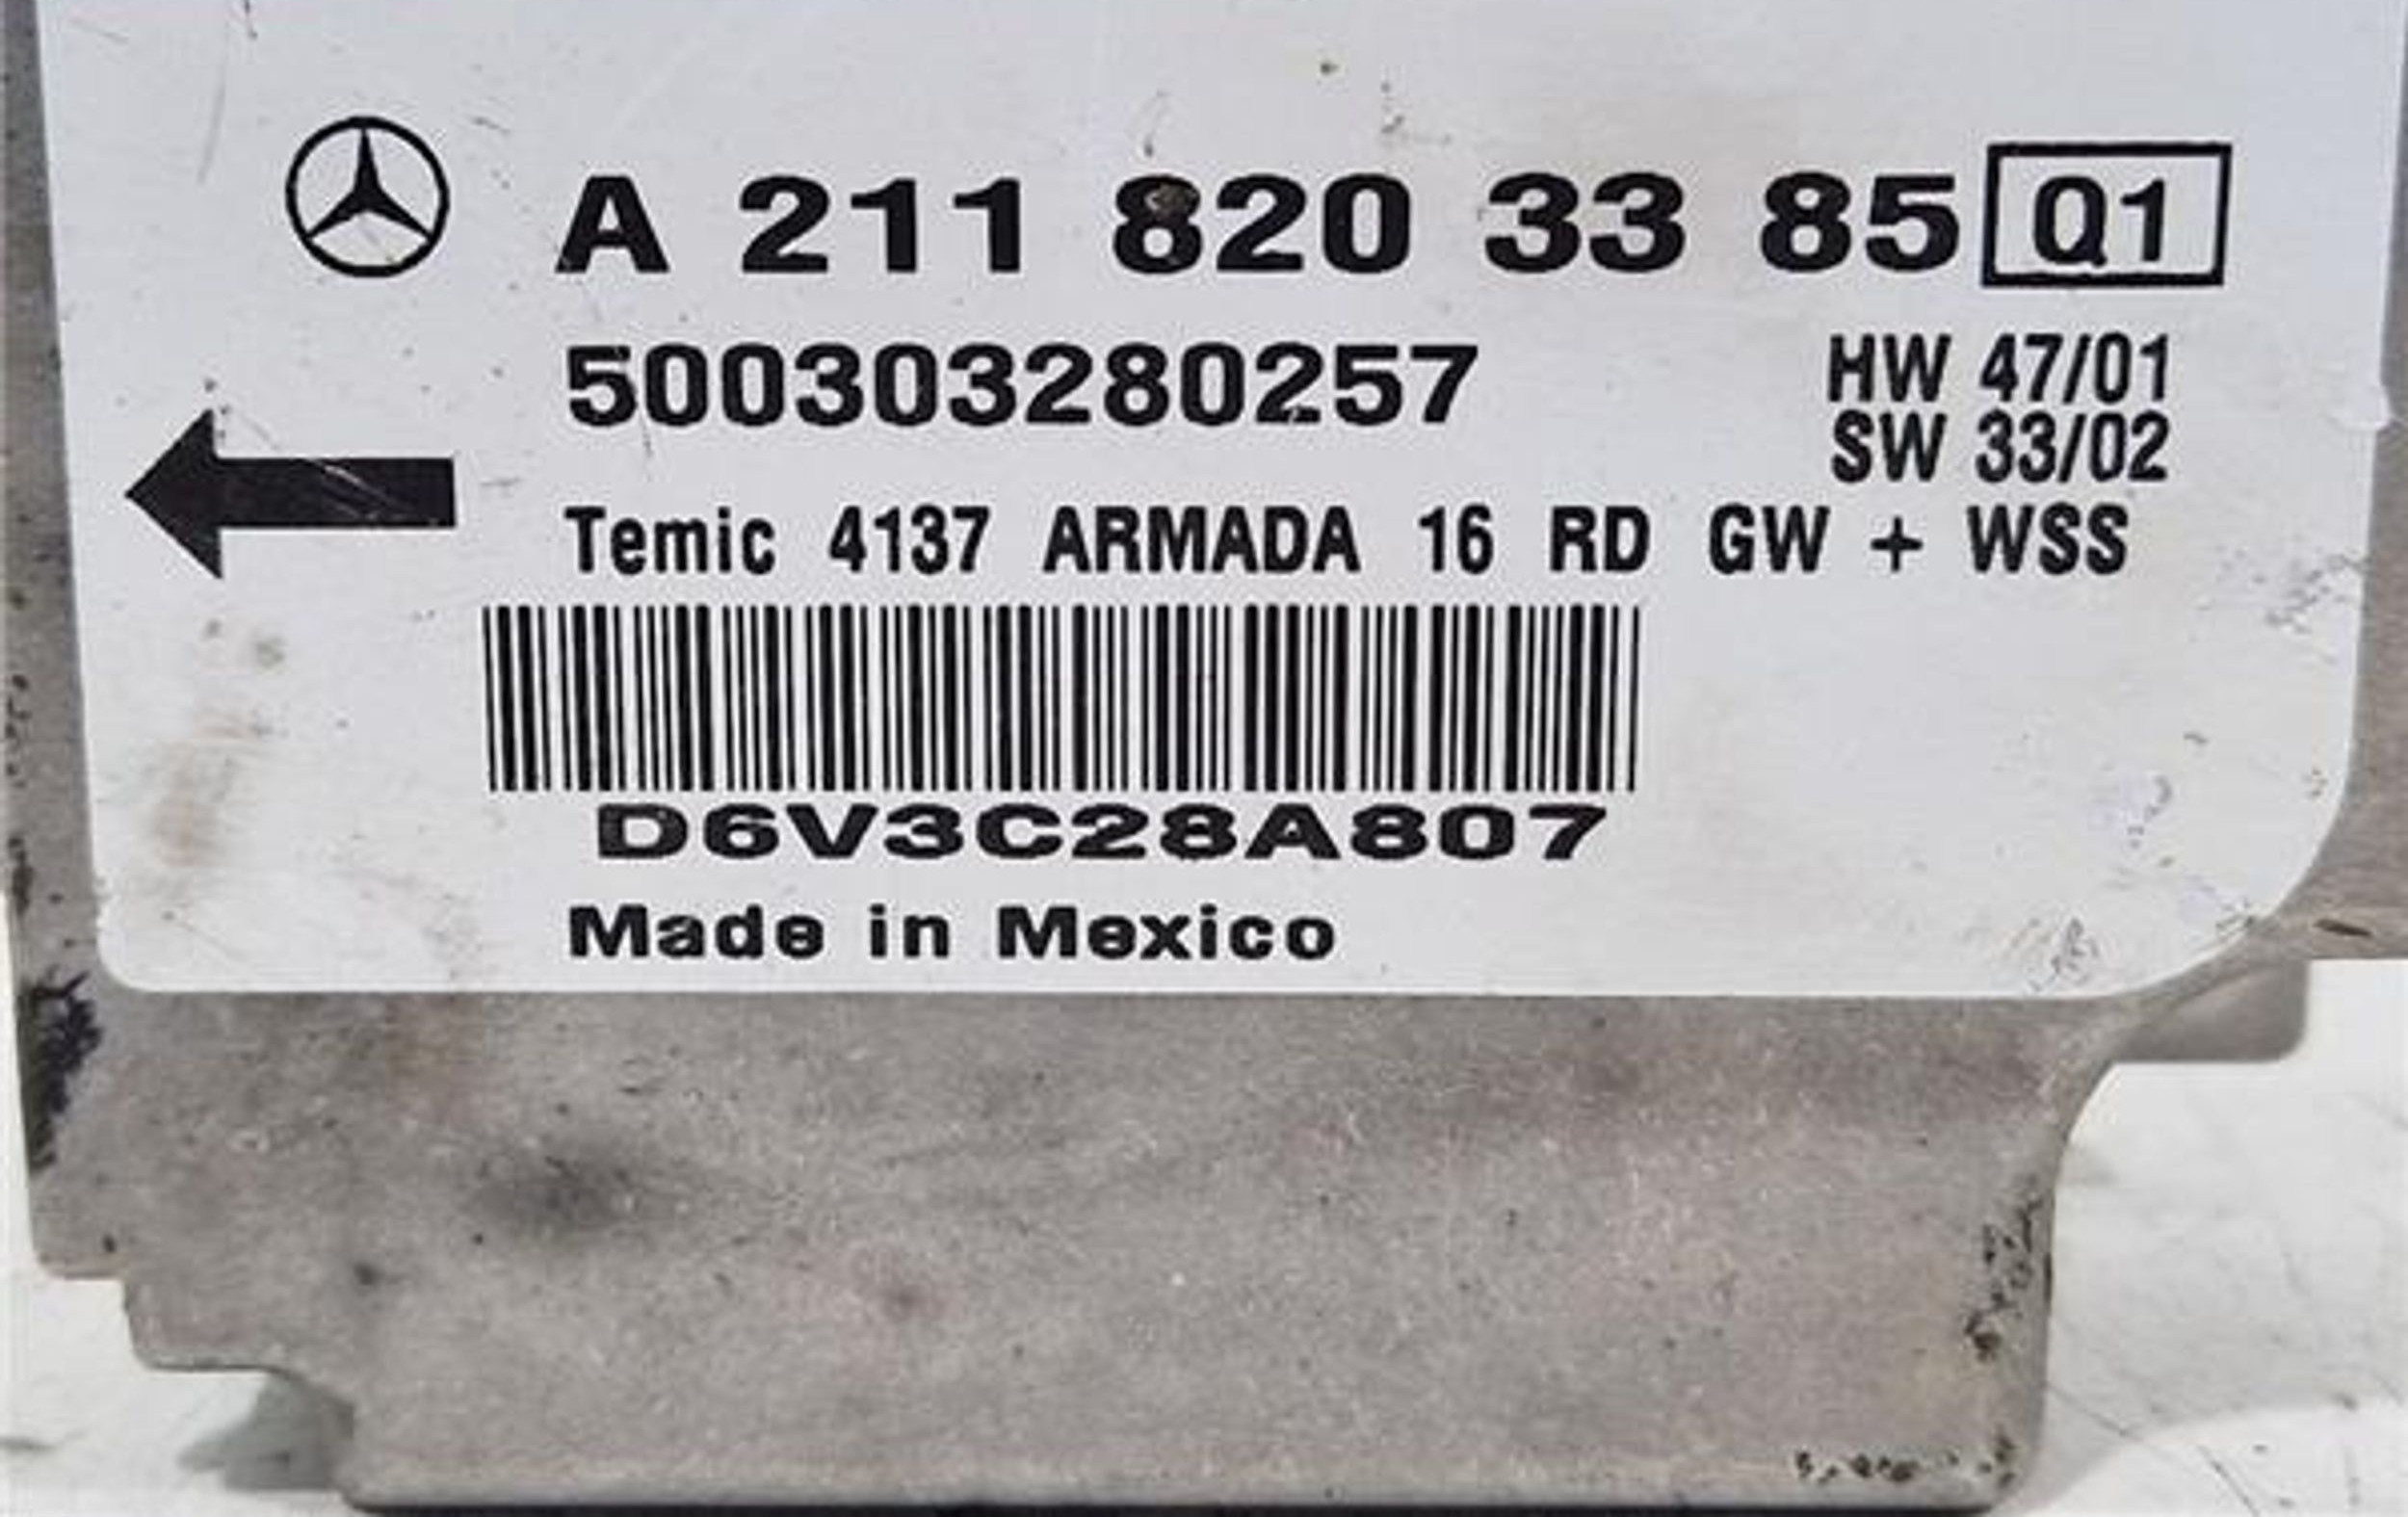 A 211 820 33 85 Q1
500303280257 HW 47/01
SW 33/02
Temic 4137 ARMADA 16 RD GW + WSS
D6V3C28A807
Made in Mexico